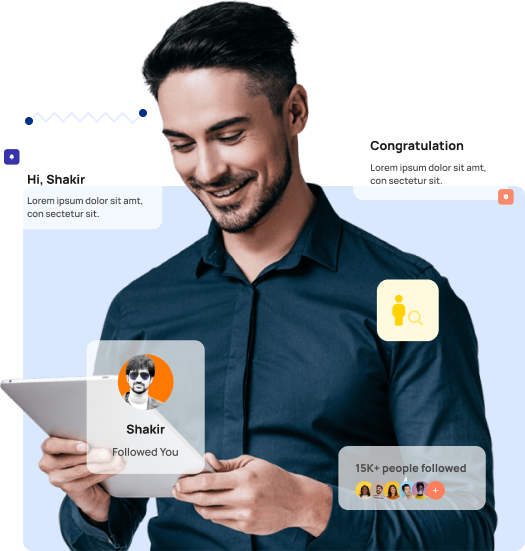 Congratulation
Lorem ipsum dolor sit amt,
con sectetur sit.
Hi, Shakir
Lorem ipsum dolor sit amt,
con sectetur sit.
Shakir
Followed You
15K+ people followed
+